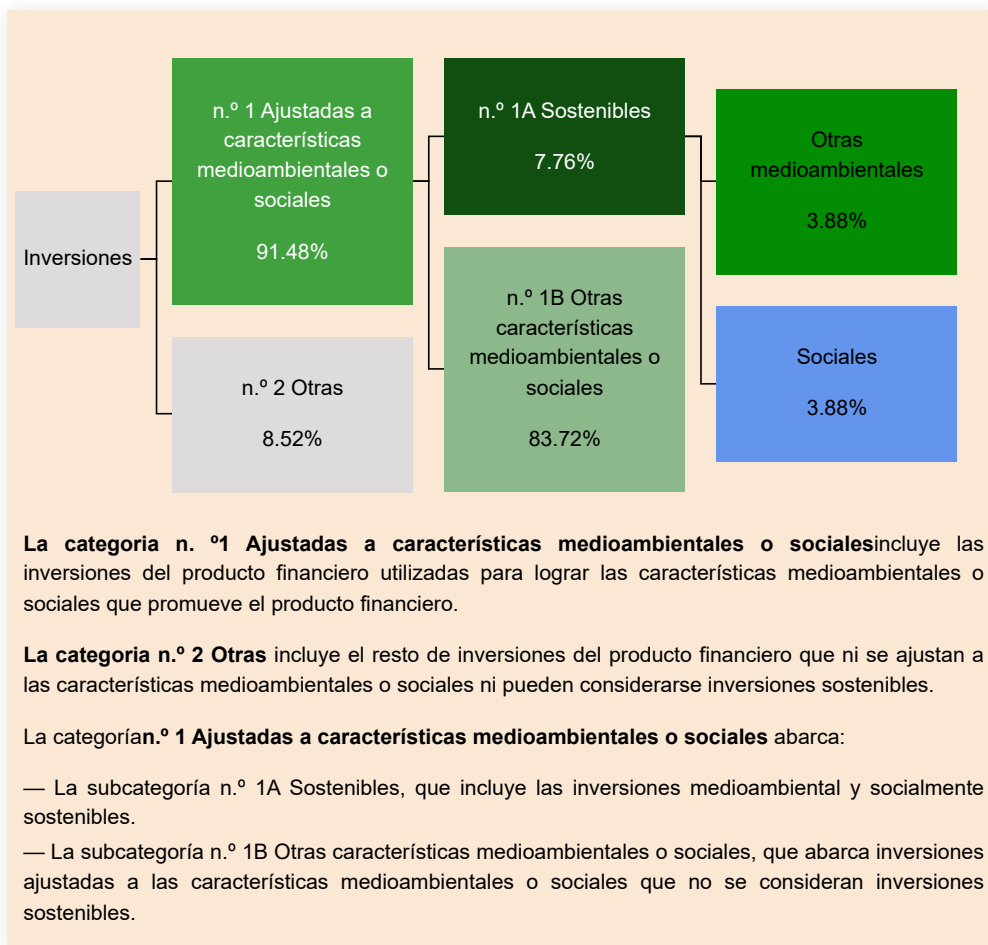 Inversiones
n.º 1 Ajustadas a
características
medioambientales o
sociales
91.48%
n.º 2 Otras
8.52%
n.º 1A Sostenibles
7.76%
n.º 1B Otras
características
medioambientales o
sociales
83.72%
Otras
medioambientales
3.88%
Sociales
3.88%
La categoria n. º1 Ajustadas a características medioambientales o socialesincluye las
inversiones del producto financiero utilizadas para lograr las características medioambientales o
sociales que promueve el producto financiero.
La categoria n.º 2 Otras incluye el resto de inversiones del producto financiero que ni se ajustan a
las características medioambientales o sociales ni pueden considerarse inversiones sostenibles.
La categorían.º 1 Ajustadas a características medioambientales o sociales abarca:
— La subcategoría n.º 1A Sostenibles, que incluye las inversiones medioambiental y socialmente
sostenibles.
— La subcategoría n.º 1B Otras características medioambientales o sociales, que abarca inversiones
ajustadas a las características medioambientales o sociales que no se consideran inversiones
sostenibles.